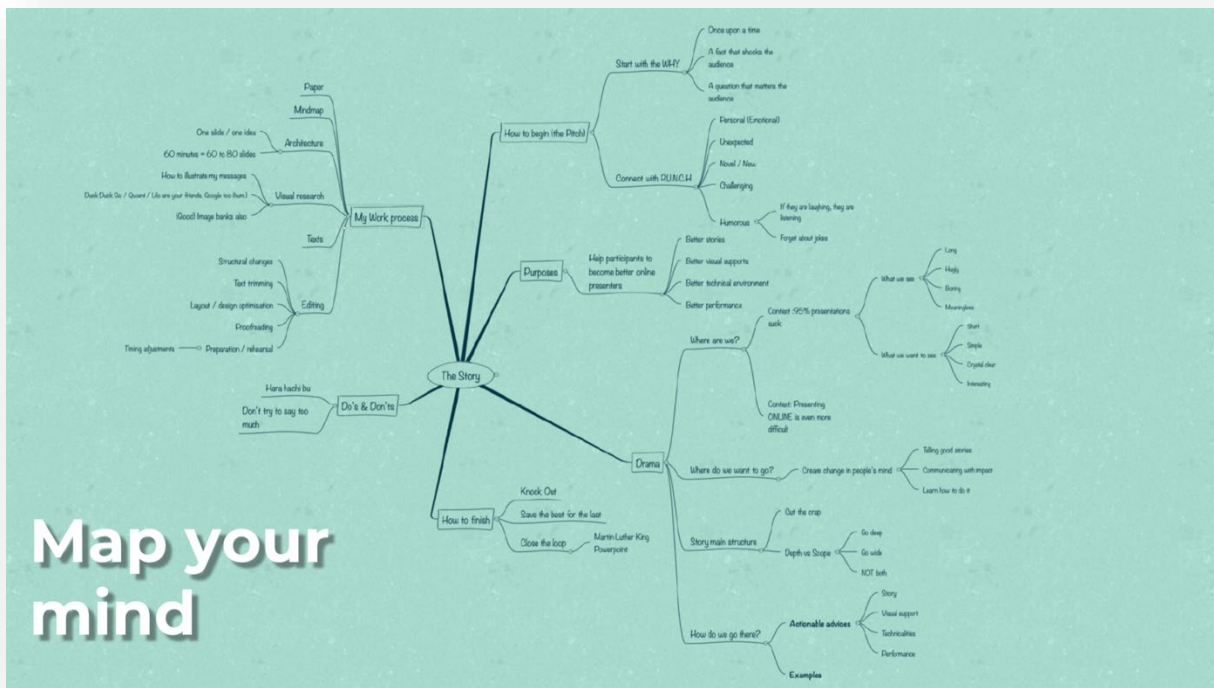 Paper
Mindmap
One slide / one idea
60 minutes = 60 to 80 slides
Architecture
How to illustrate my messages
Duck Duck Go / Qwant / Lilo are your friends. Google too (hum.)
(Good) Image banks also
Visual research
Texts
Structural changes
Text trimming
Layout / design optimisation
Proofreading
Timing adjustments
Preparation / rehearsal
Editing
My Work process
Hara hachi bu
Don't try to say too
much
Do's & Don'ts
The Story
How to begin (the Pitch)
Start with the WHY
Once upon a time
A fact that shocks the
audience
A question that matters the
audience
Connect with P.U.N.C.H
Personal (Emotional)
Unexpected
Novel / New
Challenging
Humorous
If they are laughing, they are
listening
Forget about jokes
Purposes
Help participants to
become better online
presenters
Better stories
Better visual supports
Better technical environment
Better performance
Drama
Where are we?
Context :95% presentations
suck
What we see
Long
Boring
Meaningless
What we want to see
Short
Simple
Crystal clear
Interesting
Context: Presenting
ONLINE is even more
difficult
Where do we want to go?
Create change in people's mind
Telling good stories
Communicating with impact
Learn how to do it
Story main structure
Cut the crap
Depth vs Scope
Go deep
Go wide
NOT both
How do we go there?
Actionable advices
Story
Visual support
Technicalities
Performance
Examples
How to finish
Knock Out
Save the best for the last
Close the loop
Martin Luther King
Powerpoint
Map your
mind